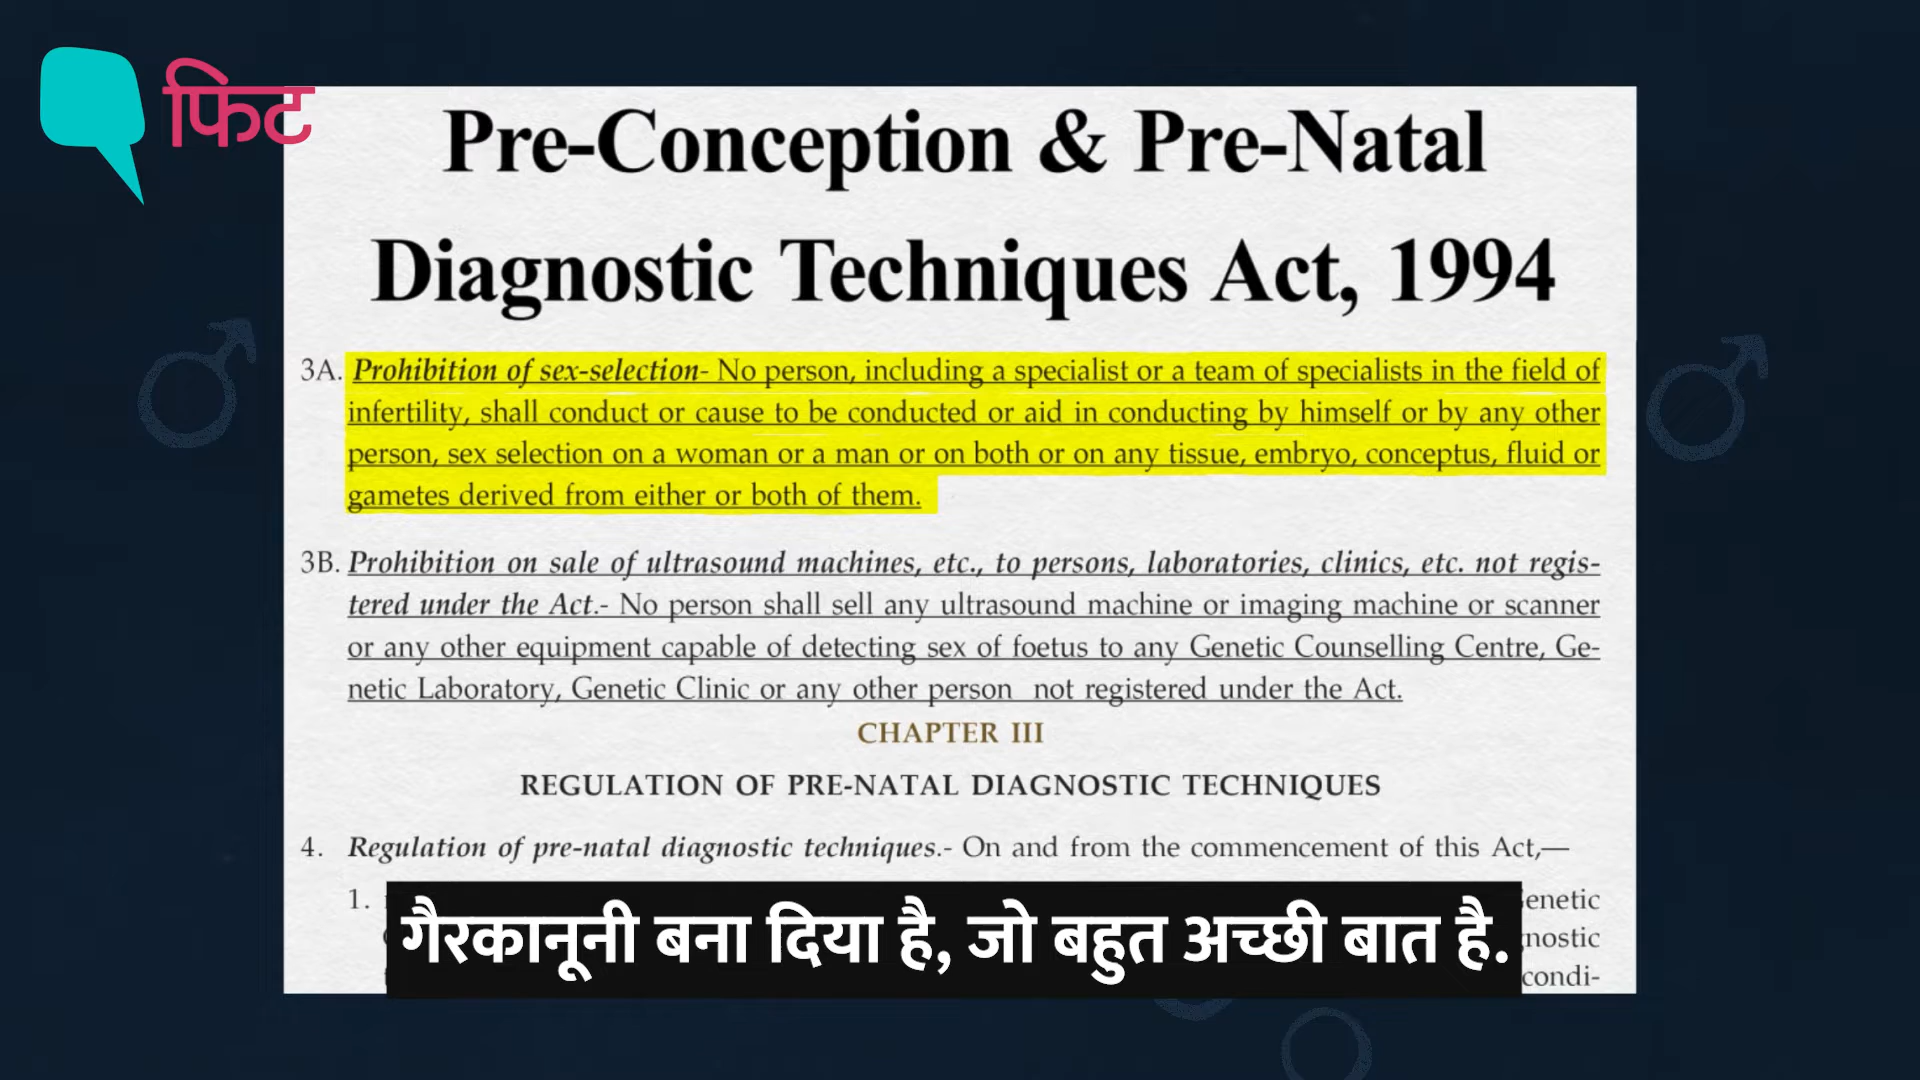 फिट
Pre-Conception & Pre-Natal
Diagnostic Techniques Act, 1994
3A. Prohibition of sex-selection- No person, including a specialist or a team of specialists in the field of
infertility, shall conduct or cause to be conducted or aid in conducting by himself or by any other
person, sex selection on a woman or a man or on both or on any tissue, embryo, conceptus, fluid or
gametes derived from either or both of them.
3B. Prohibition on sale of ultrasound machines, etc., to persons, laboratories, clinics, etc. not regis-
tered under the Act.- No person shall sell any ultrasound machine or imaging machine or scanner
or any other equipment capable of detecting sex of foetus to any Genetic Counselling Centre, Ge-
netic Laboratory, Genetic Clinic or any other person not registered under the Act.
CHAPTER III
REGULATION OF PRE-NATAL DIAGNOSTIC TECHNIQUES
4. Regulation of pre-natal diagnostic techniques.- On and from the commencement of this Act,—
1. enetic
nostic
condi-
गैरकानूनी बना दिया है, जो बहुत अच्छी बात है.